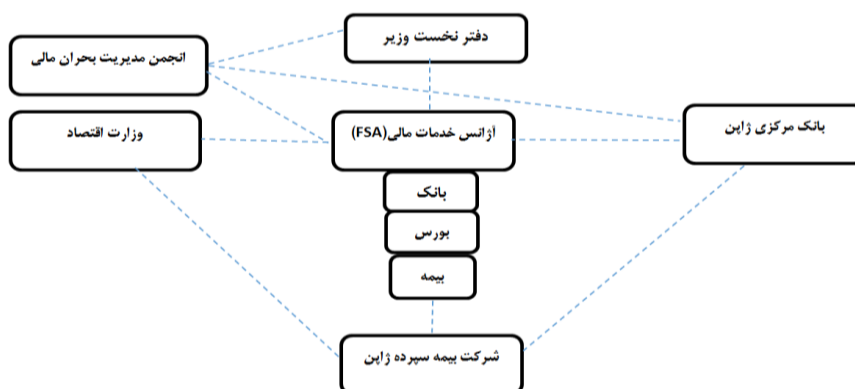 دفتر نخست وزیر
انجمن مدیریت بحران مالی
بانک مرکزی ژاپن
آژانس خدمات مالی(FSA)
وزارت اقتصاد
بانک
بورس
بیمه
شرکت بیمه سپرده ژاپن